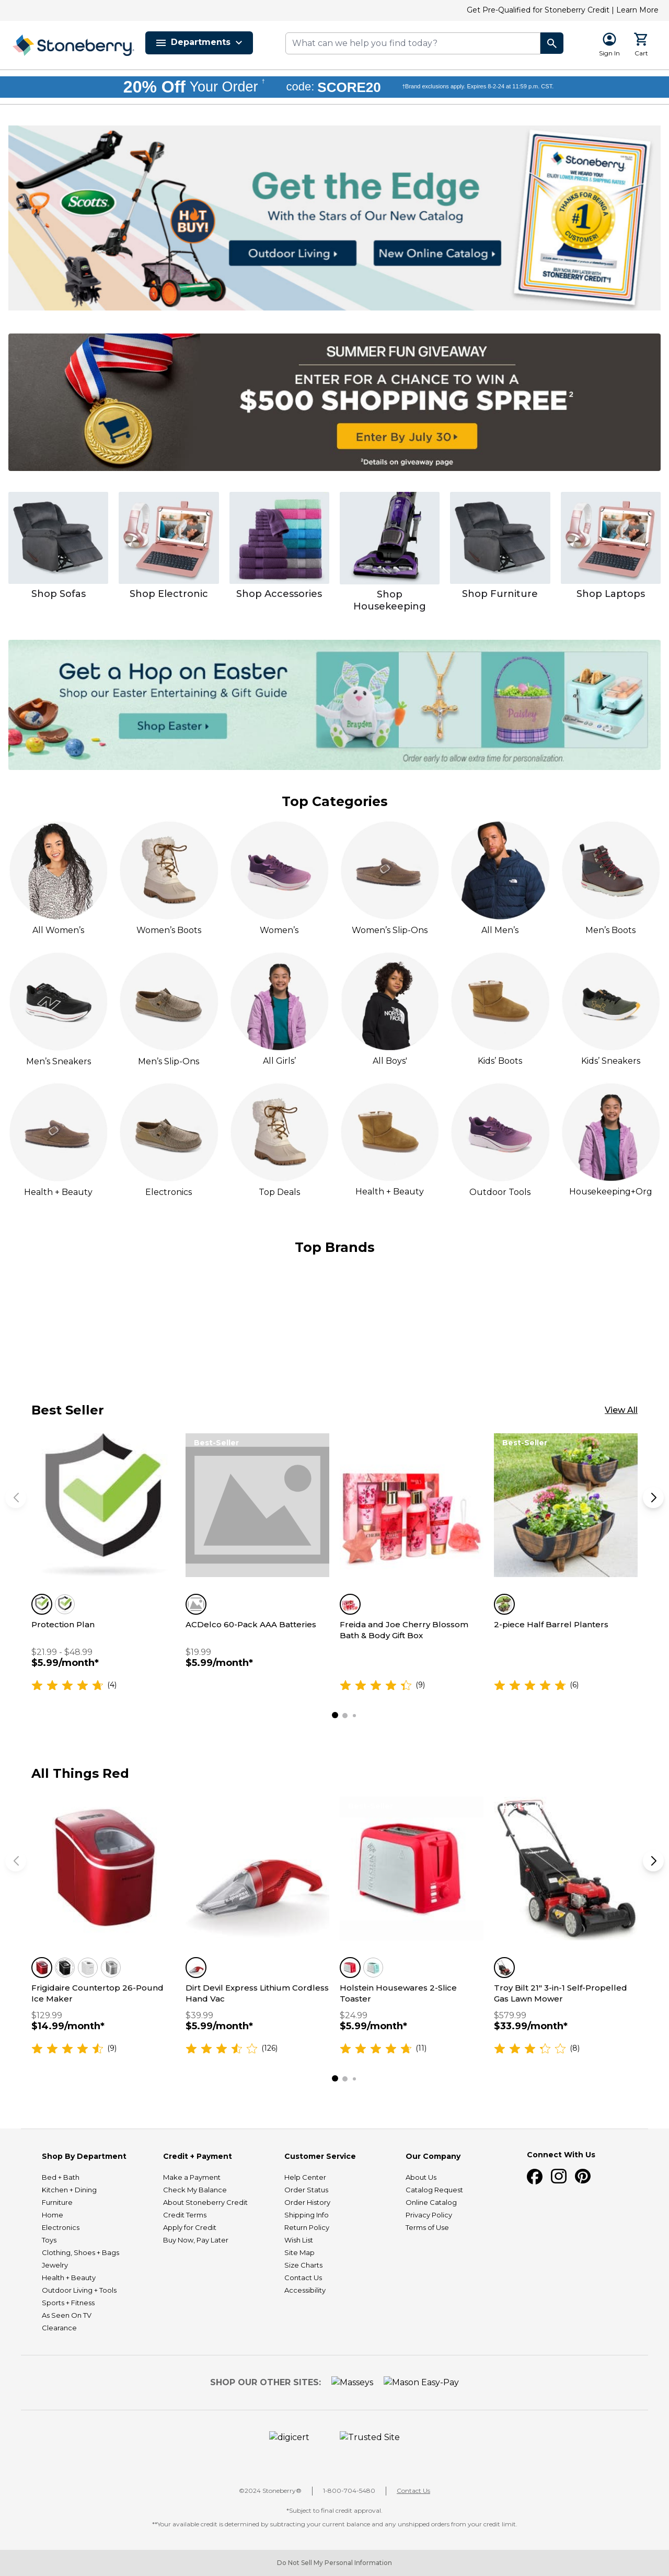 Get Pre-Qualified for Stoneberry Credit | Learn More
Stoneberry.
Departments
What can we help you find today?
Sign In
Cart
20% Off Your Order † code: SCORE20 †Brand exclusions apply. Expires 8-2-24 at 11:59 p.m. CST.
Scotts.
HOT BUY!
Get the Edge
With the Stars of Our New Catalog
Outdoor Living
New Online Catalog
Stoneberry.
WE HEARD YOU!
ENJOY LOWER PRICES & SHIPPING RATES!
THANKS FOR BEING A
#1
CUSTOMER!
BUY NOW, PAY LATER WITH
STONEBERRY CREDIT*1
SUMMER FUN GIVEAWAY
ENTER FOR A CHANCE TO WIN A
$500 SHOPPING SPREE2
Enter By July 30
2Details on giveaway page
Shop Sofas
Shop Electronic
Shop Accessories
Shop Housekeeping
Shop Furniture
Shop Laptops
Get a Hop on Easter
Shop our Easter Entertaining & Gift Guide
Shop Easter
Brayden
Paisley
Order early to allow extra time for personalization.
Top Categories
All Women’s
Women’s Boots
Women’s
Women’s Slip-Ons
All Men’s
Men’s Boots
Men’s Sneakers
Men’s Slip-Ons
All Girls’
All Boys'
Kids’ Boots
Kids’ Sneakers
Health + Beauty
Electronics
Top Deals
Health + Beauty
Outdoor Tools
Housekeeping+Org
Top Brands
Best Seller
View All
Best-Seller
Best-Seller
Protection Plan
$21.99 - $48.99
$5.99/month*
(4)
ACDelco 60-Pack AAA Batteries
$19.99
$5.99/month*
Freida and Joe Cherry Blossom Bath & Body Gift Box
(9)
2-piece Half Barrel Planters
(6)
All Things Red
Frigidaire Countertop 26-Pound Ice Maker
$129.99
$14.99/month*
(9)
Dirt Devil Express Lithium Cordless Hand Vac
$39.99
$5.99/month*
(126)
Holstein Housewares 2-Slice Toaster
$24.99
$5.99/month*
(11)
Troy Bilt 21" 3-in-1 Self-Propelled Gas Lawn Mower
$579.99
$33.99/month*
(8)
Shop By Department
Bed + Bath
Kitchen + Dining
Furniture
Home
Electronics
Toys
Clothing, Shoes + Bags
Jewelry
Health + Beauty
Outdoor Living + Tools
Sports + Fitness
As Seen On TV
Clearance
Credit + Payment
Make a Payment
Check My Balance
About Stoneberry Credit
Credit Terms
Apply for Credit
Buy Now, Pay Later
Customer Service
Help Center
Order Status
Order History
Shipping Info
Return Policy
Wish List
Site Map
Size Charts
Contact Us
Accessibility
Our Company
About Us
Catalog Request
Online Catalog
Privacy Policy
Terms of Use
Connect With Us
SHOP OUR OTHER SITES:
Masseys
Mason Easy-Pay
digicert
Trusted Site
©2024 Stoneberry®
1-800-704-5480
Contact Us
*Subject to final credit approval.
**Your available credit is determined by subtracting your current balance and any unshipped orders from your credit limit.
Do Not Sell My Personal Information